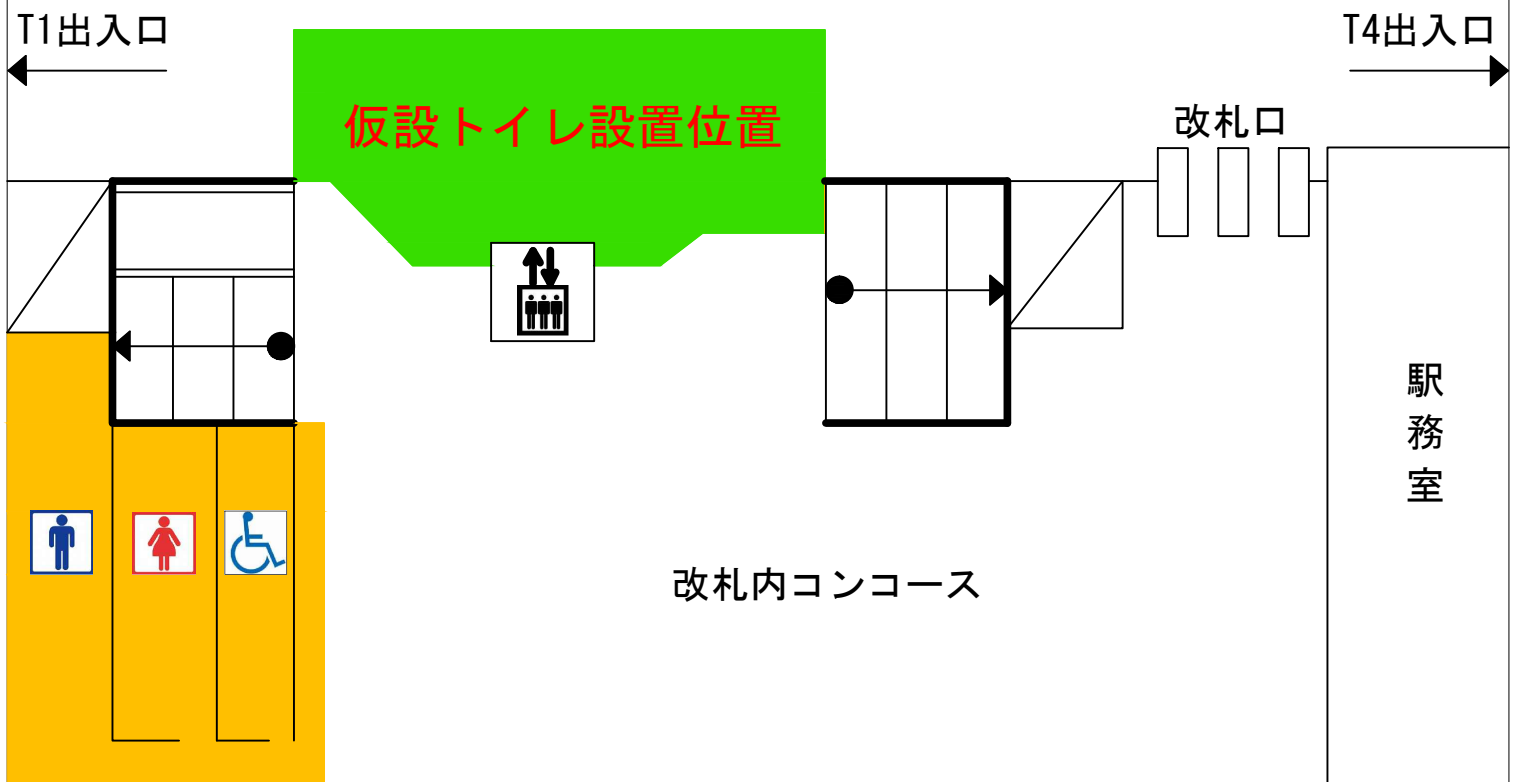 T1出入口
T4出入口
仮設トイレ設置位置
改札口
駅務室
改札内コンコース